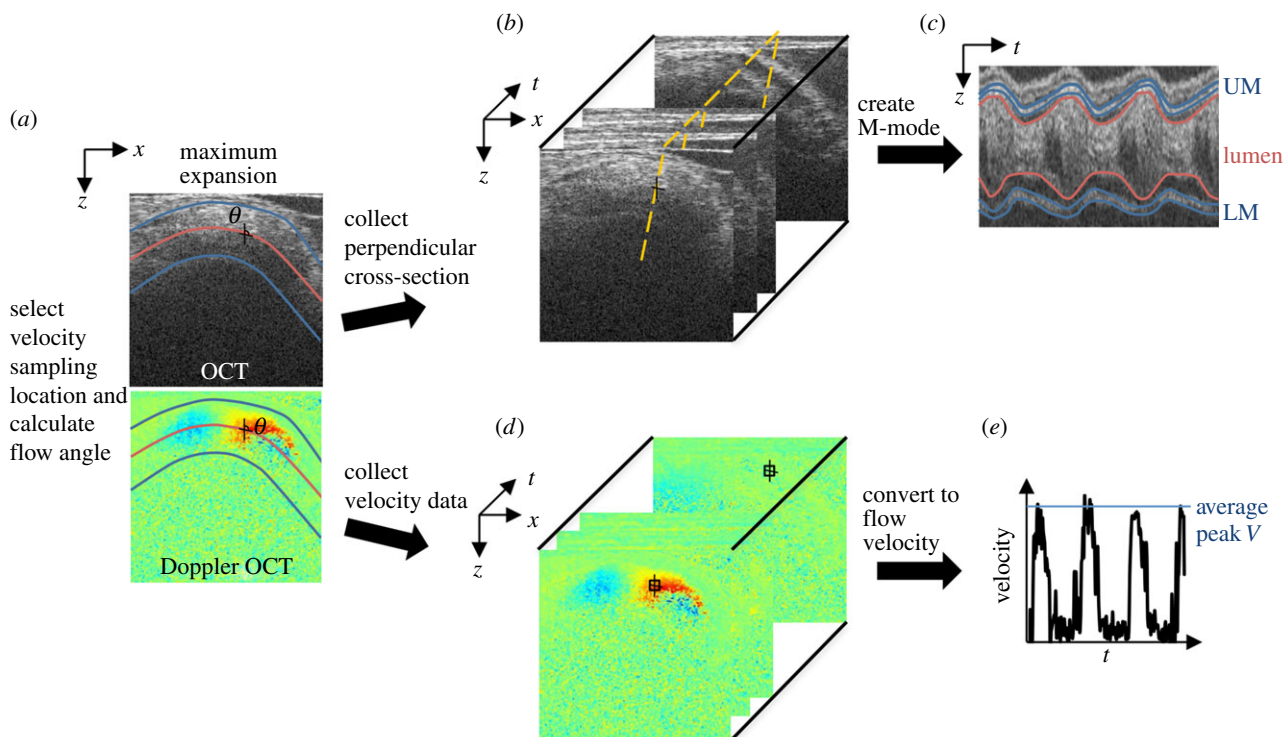 (a)
x
z
maximum
expansion
θ
OCT
select
velocity
sampling
location and
calculate
flow angle
θ
Doppler OCT
collect
perpendicular
cross-section
collect
velocity data
(b)
t
x
z
create
M-mode
(c)
t
z
UM
lumen
LM
(d)
t
x
z
convert to
flow
velocity
(e)
velocity
t
average
peak V